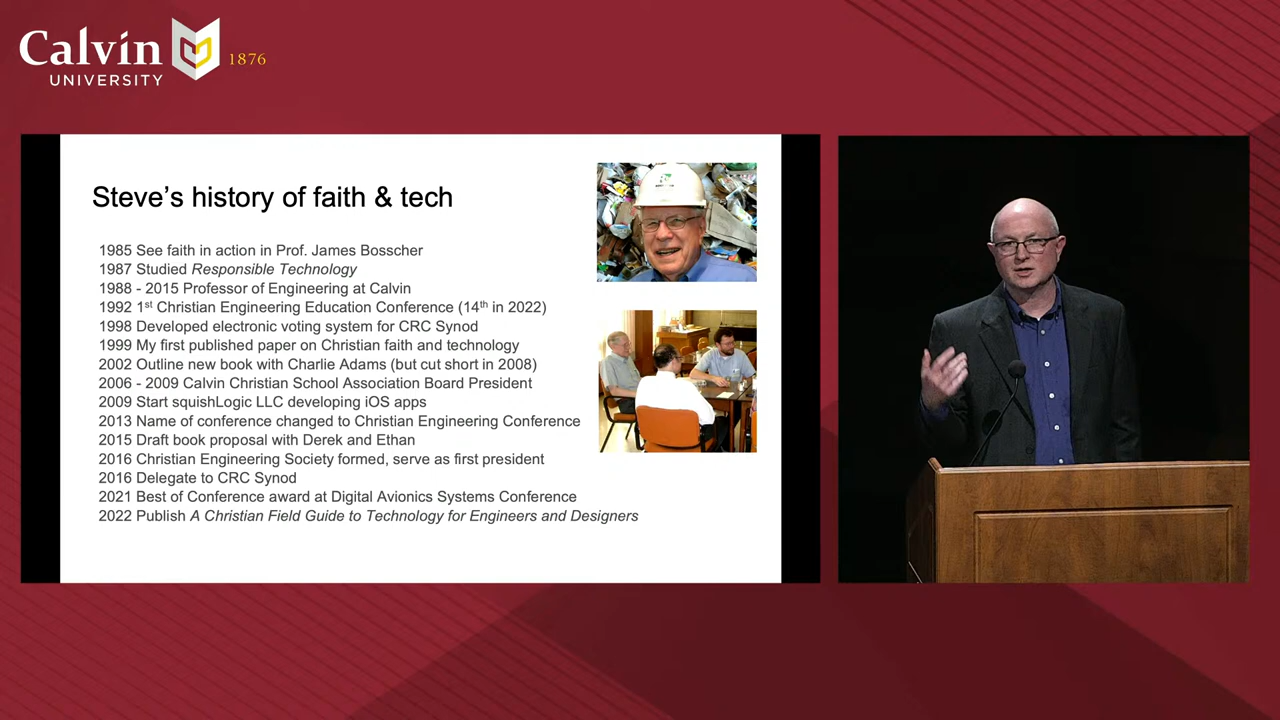 Calvin
UNIVERSITY
1876
Steve's history of faith & tech
1985 See faith in action in Prof. James Bosscher
1987 Studied Responsible Technology
1988 - 2015 Professor of Engineering at Calvin
1992 1st Christian Engineering Education Conference (14th in 2022)
1998 Developed electronic voting system for CRC Synod
1999 My first published paper on Christian faith and technology
2002 Outline new book with Charlie Adams (but cut short in 2008)
2006 - 2009 Calvin Christian School Association Board President
2009 Start squishLogic LLC developing iOS apps
2013 Name of conference changed to Christian Engineering Conference
2015 Draft book proposal with Derek and Ethan
2016 Christian Engineering Society formed, serve as first president
2016 Delegate to CRC Synod
2021 Best of Conference award at Digital Avionics Systems Conference
2022 Publish A Christian Field Guide to Technology for Engineers and Designers